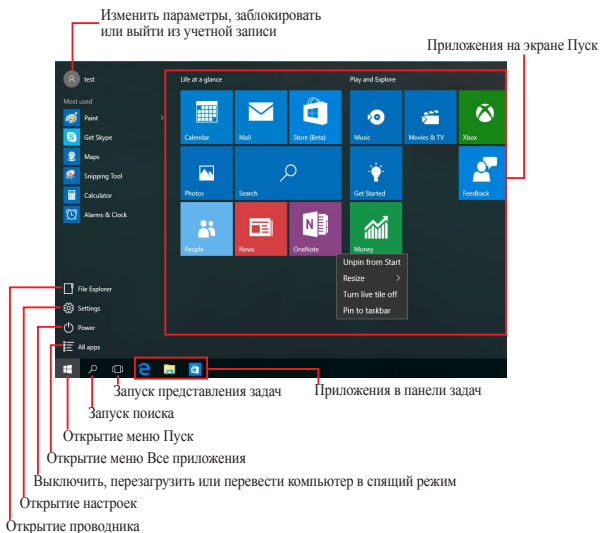 Изменить параметры, заблокировать
или выйти из учетной записи
Приложения на экране Пуск
test
Life at a glance
Play and Explore
Most used
Paint
Get Skype
Maps
Snipping Tool
Calculator
Alarms & Clock
Calendar
Mail
Store (Beta)
Music
Movies & TV
Xbox
Photos
Search
Get Started
Feedback
People
News
OneNote
Money
Unpin from Start
Resize
Turn live tile off
Pin to taskbar
File Explorer
Settings
Power
All apps
Запуск представления задач
Приложения в панели задач
Запуск поиска
Открытие меню Пуск
Открытие меню Все приложения
Выключить, перезагрузить или перевести компьютер в спящий режим
Открытие настроек
Открытие проводника